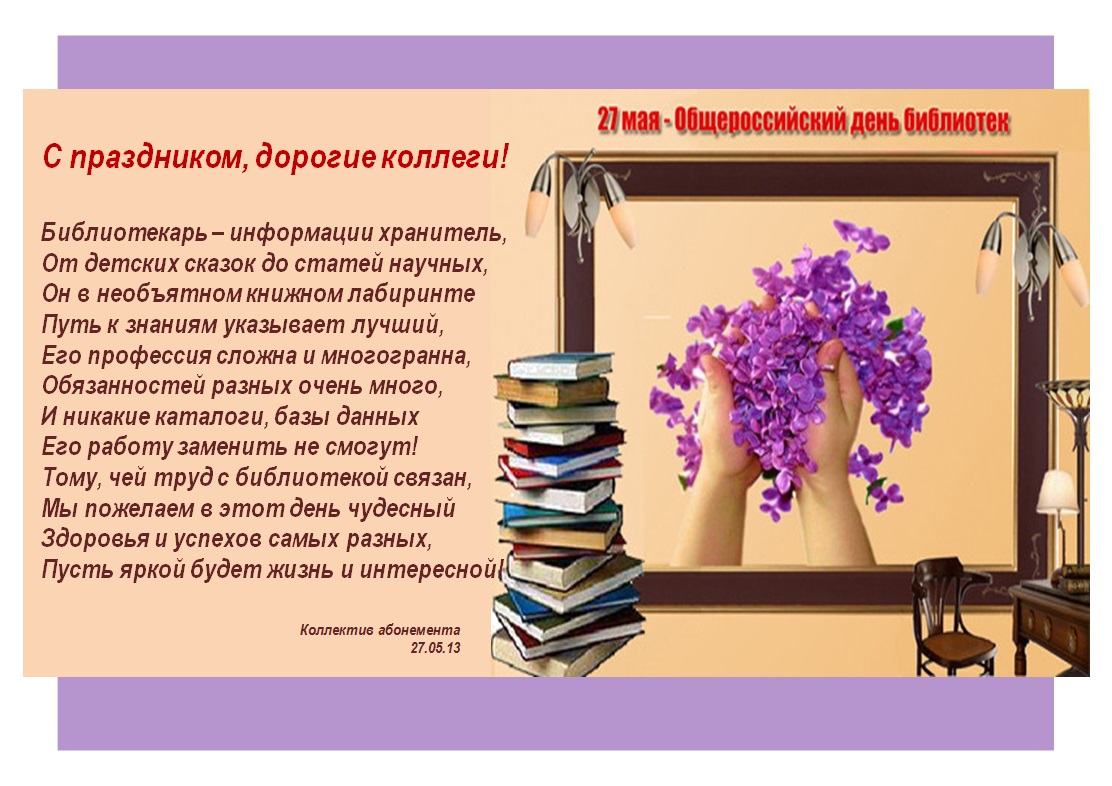 27 мая - Общероссийский день библиотек
С праздником, дорогие коллеги!
Библиотекарь – информации хранитель,
От детских сказок до статей научных,
Он в необъятном книжном лабиринте
Путь к знаниям указывает лучший,
Его профессия сложна и многогранна,
Обязанностей разных очень много,
И никакие каталоги, базы данных
Его работу заменить не смогут!
Тому, чей труд с библиотекой связан,
Мы пожелаем в этот день чудесный
Здоровья и успехов самых разных,
Пусть яркой будет жизнь и интересной!
Коллектив абонемента
27.05.13